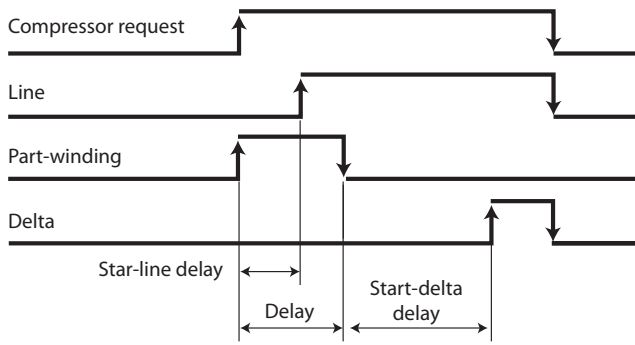 Compressor request
Line
Part-winding
Delta
Star-line delay
Delay
Start-delta
delay